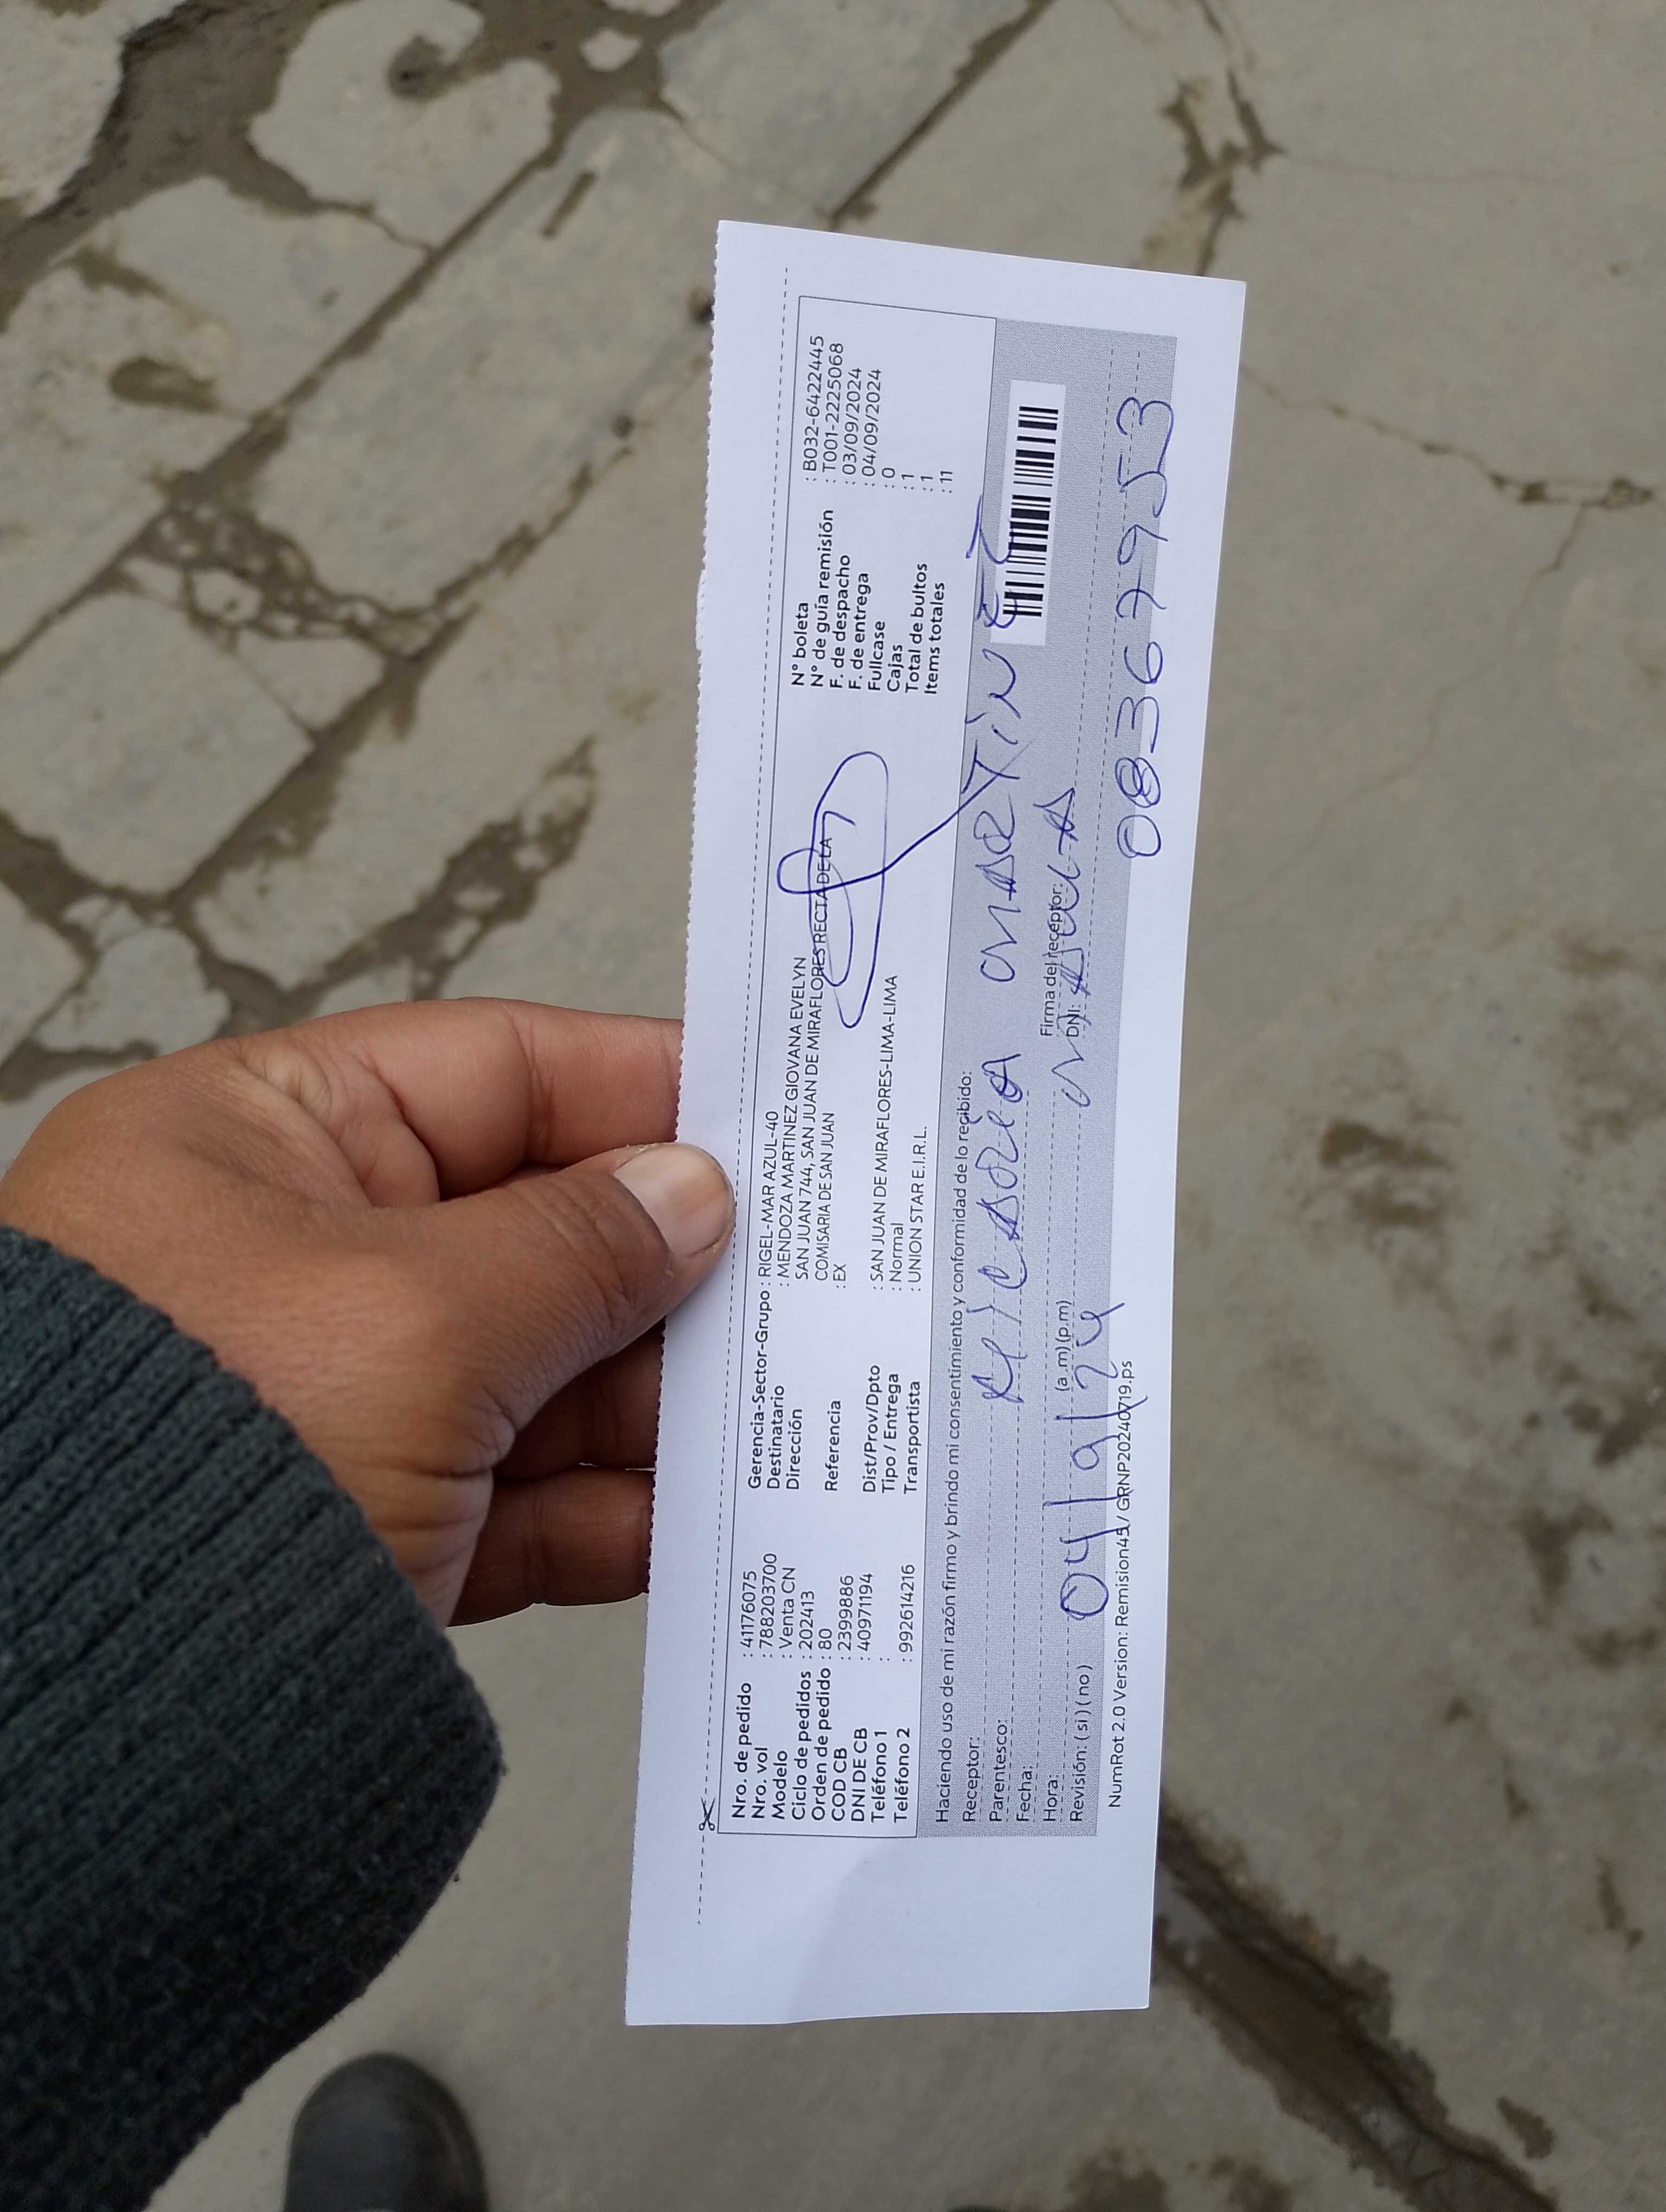 Nro. de pedido : 41176075
Nro. vol : 788203700
Modelo : Venta CN
Ciclo de pedidos : 202413
Orden de pedido : 80
COD CB : 2399886
DNI DE CB : 40971194
Teléfono 1 :
Teléfono 2 : 992614216
Gerencia-Sector-Grupo : RIGEL-MAR AZUL-40
Destinatario : MENDOZA MARTINEZ GIOVANA EVELYN
Dirección SAN JUAN 744, SAN JUAN DE MIRAFLORES RECTA DE LA
COMISARIA DE SAN JUAN
Referencia : EX
Dist/Prov/Dpto : SAN JUAN DE MIRAFLORES-LIMA-LIMA
Tipo / Entrega : Normal
Transportista : UNION STAR E.I.R.L.
N° boleta : B032-6422445
N° de guía remisión : T001-2225068
F. de despacho : 03/09/2024
F. de entrega : 04/09/2024
Fullcase : 0
Cajas : 1
Total de bultos : 1
Items totales : 11
Haciendo uso de mi razón firmo y brindo mi consentimiento y conformidad de lo recibido:
Receptor:
Parentesco: MARTINEZ
Fecha:
Firma del receptor:
Hora: (a .m) (p.m)
DNI:
Revisión: ( si ) ( no ) 04/9/24
08367953
NumRot 2.0 Version: Remision45 / GRNP20240719.ps